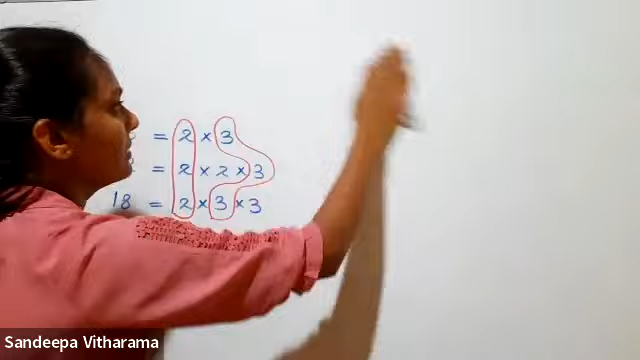 = 2 × 3
= 2 × 2 × 3
18 = 2 × 3 × 3
Sandeepa Vitharama